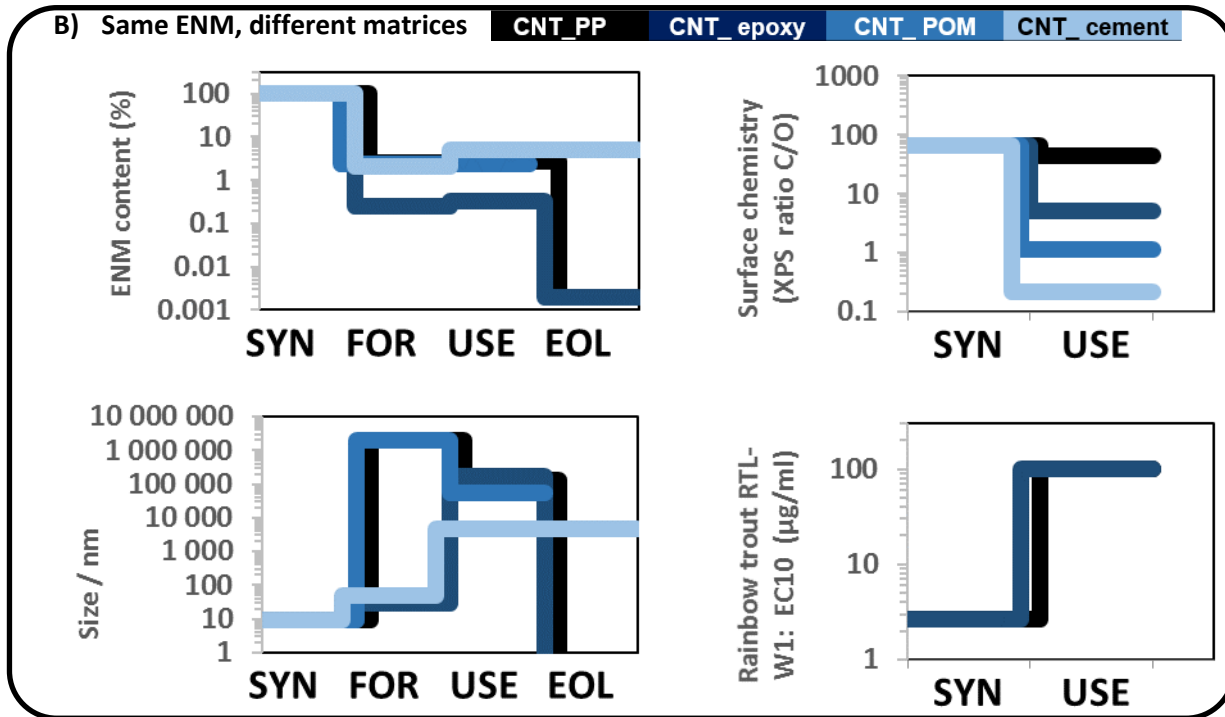 B) Same ENM, different matrices
CNT_PP
CNT_ epoxy
CNT_ POM
CNT_ cement
ENM content (%)
100
10
1
0.1
0.01
0.001
SYN FOR USE EOL
Surface chemistry
(XPS ratio C/O)
1000
100
10
1
0.1
SYN USE
Size / nm
10 000 000
1 000 000
100 000
10 000
1 000
100
10
1
SYN FOR USE EOL
Rainbow trout RTL-
W1: EC10 (µg/ml)
100
10
1
SYN USE